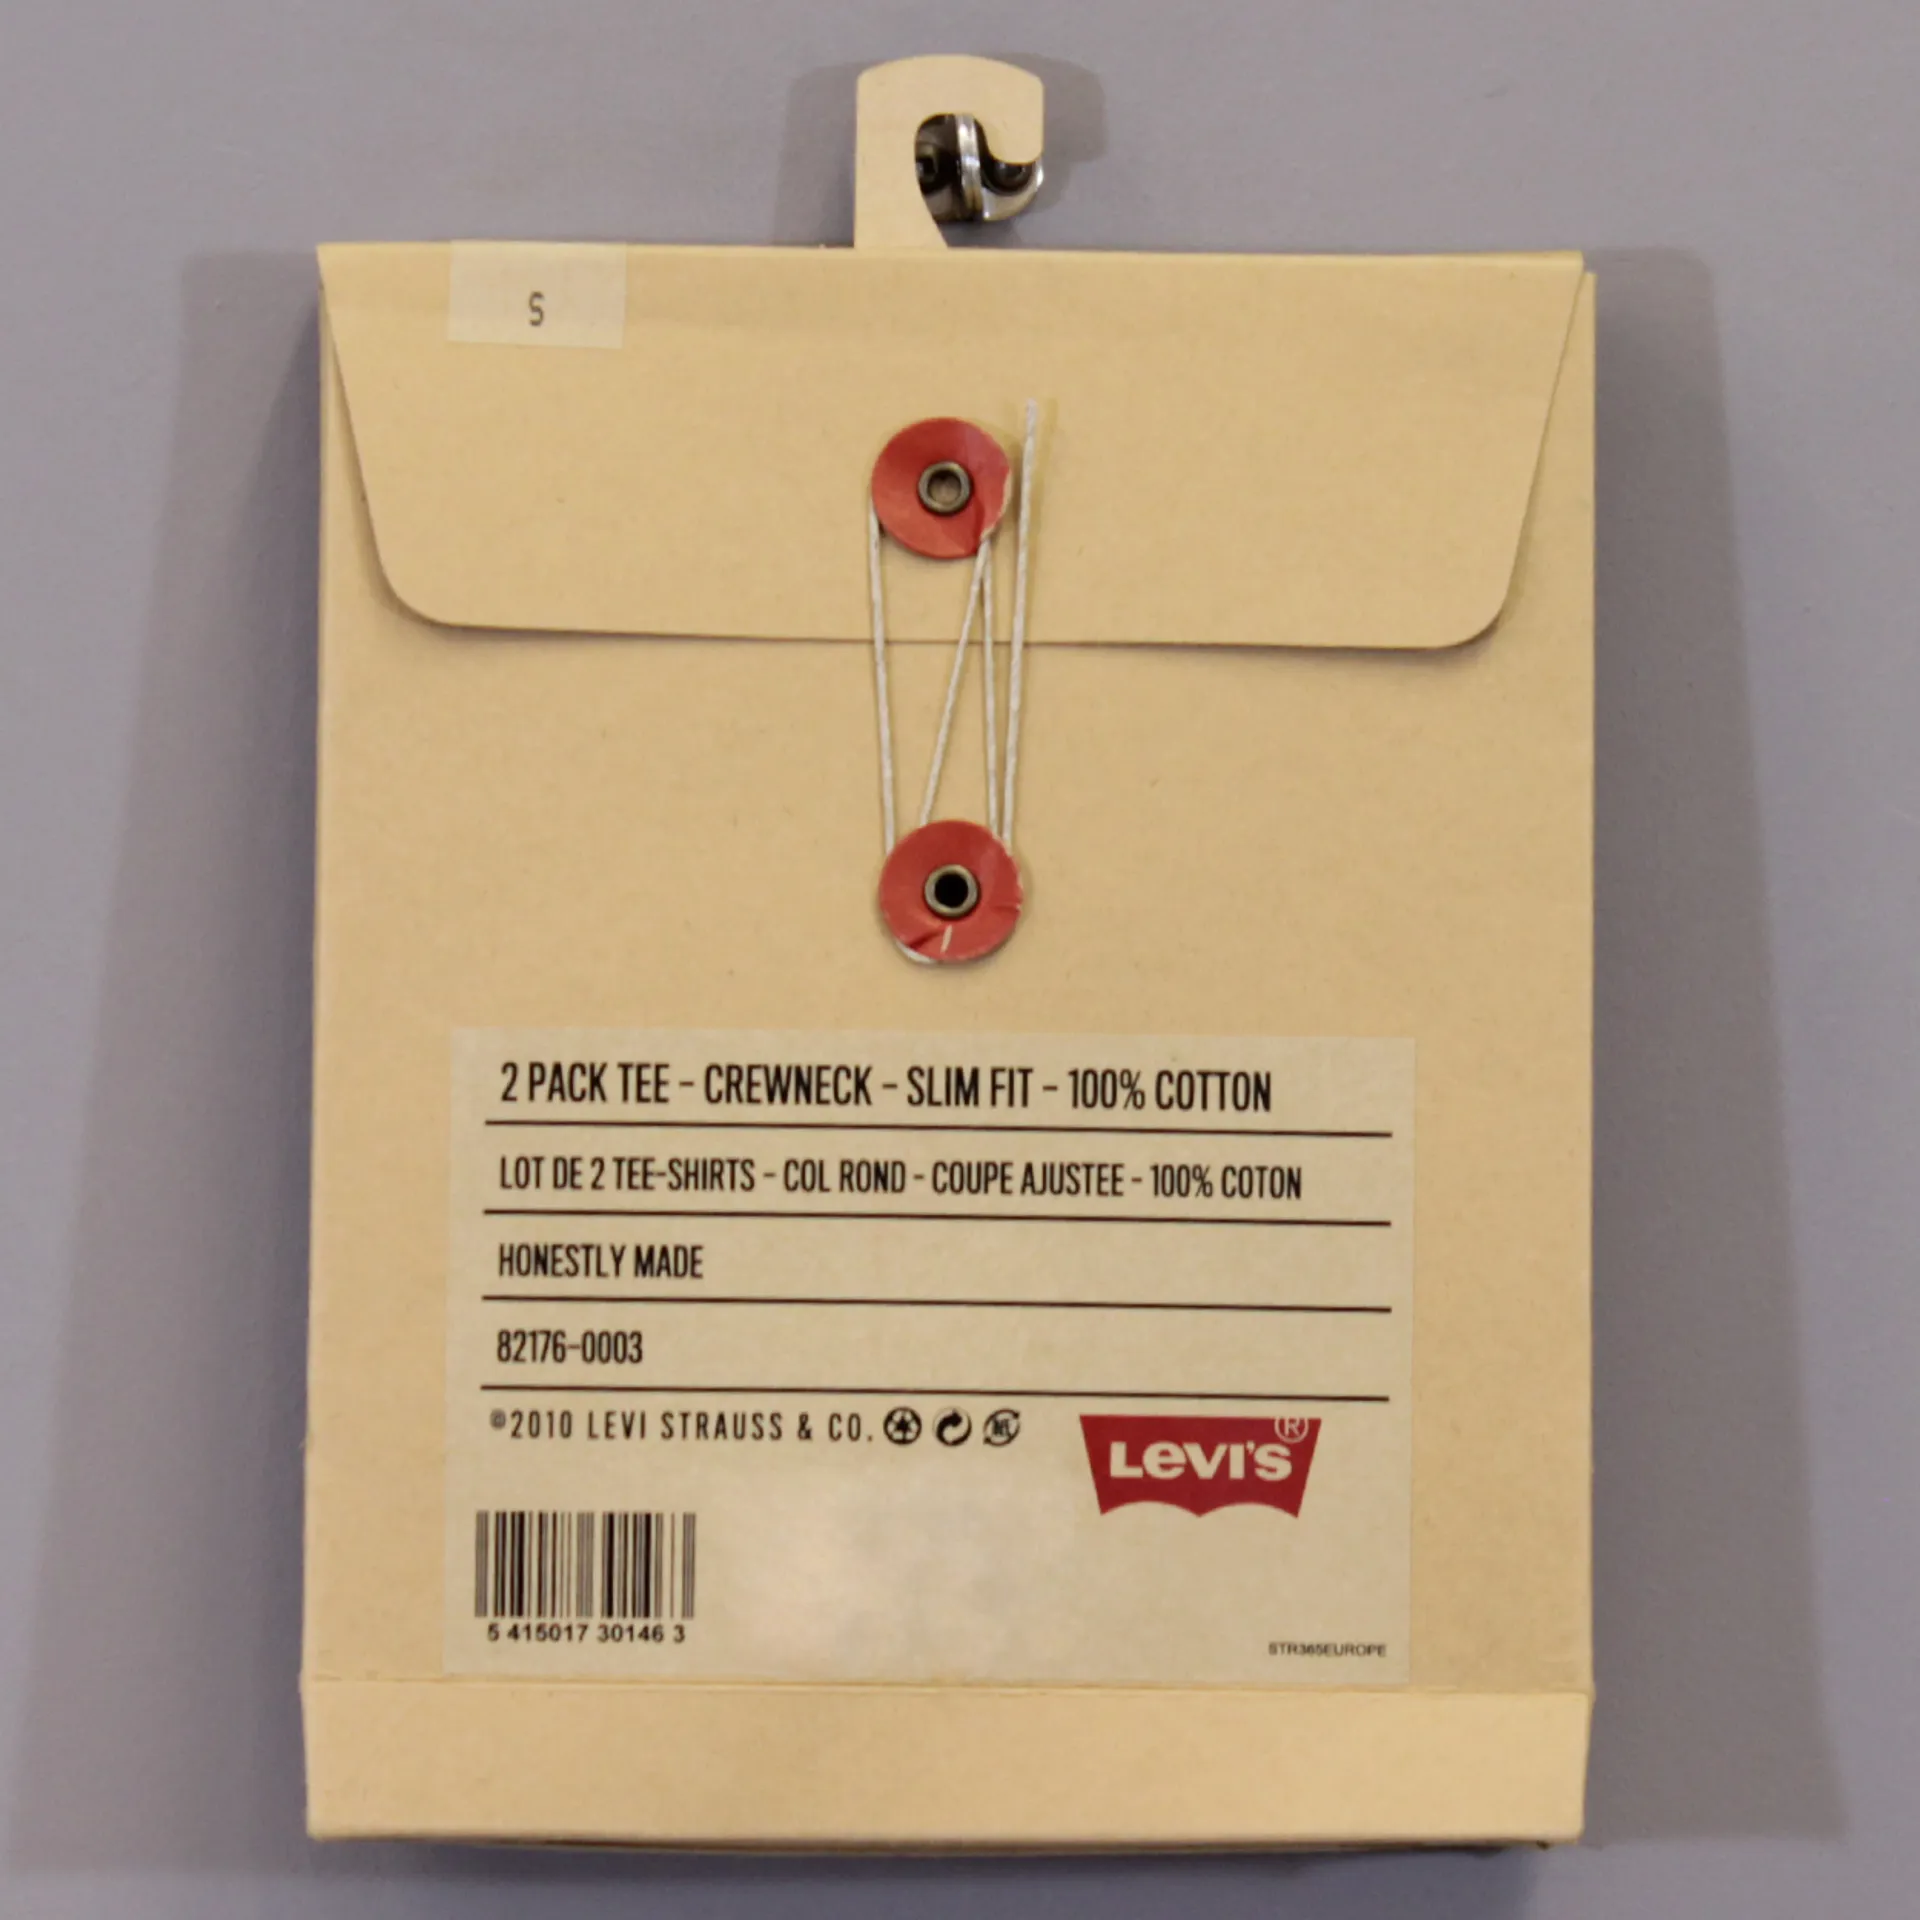 S
2 PACK TEE - CREWNECK - SLIM FIT - 100% COTTON
LOT DE 2 TEE-SHIRTS - COL ROND - COUPE AJUSTEE - 100% COTON
HONESTLY MADE
82176-0003
©2010 LEVI STRAUSS & CO.
LEVI'S®
5 415017 30146 3
STR365EUROPE